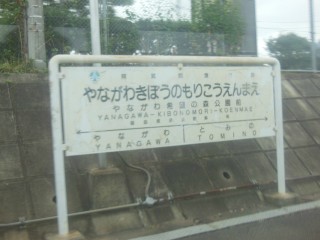 やながわきぼうのもりこうえんまえ
やながわ希望の森公園前
YANAGAWA-KIBONOMORI-KOENMAE
やながわ とみの
YANAGAWA TOMINO